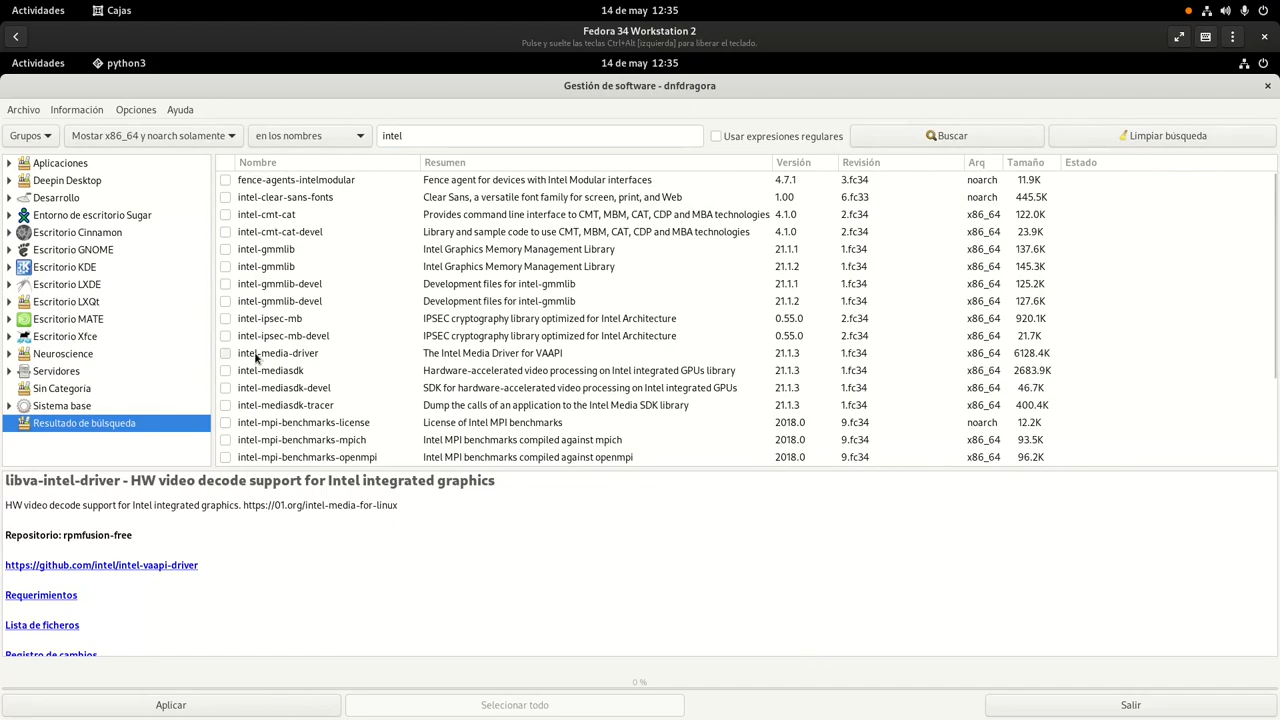 Actividades Cajas 14 de may 12:35
Fedora 34 Workstation 2
Pulse y suelte las teclas Ctrl+Alt [izquierda] para liberar el teclado.
Actividades python3 14 de may 12:35
Gestión de software - dnfdragora
Archivo Información Opciones Ayuda
Grupos Mostar x86_64 y noarch solamente en los nombres intel Usar expresiones regulares Buscar Limpiar búsqueda
Aplicaciones
Deepin Desktop
Desarrollo
Entorno de escritorio Sugar
Escritorio Cinnamon
Escritorio GNOME
Escritorio KDE
Escritorio LXDE
Escritorio LXQt
Escritorio MATE
Escritorio Xfce
Neuroscience
Servidores
Sin Categoría
Sistema base
Resultado de búlsqueda
Nombre Resumen Versión Revisión Arq Tamaño Estado
fence-agents-intelmodular Fence agent for devices with Intel Modular interfaces 4.7.1 3.fc34 noarch 11.9K
intel-clear-sans-fonts Clear Sans, a versatile font family for screen, print, and Web 1.00 6.fc33 noarch 445.5K
intel-cmt-cat Provides command line interface to CMT, MBM, CAT, CDP and MBA technologies 4.1.0 2.fc34 x86_64 122.0K
intel-cmt-cat-devel Library and sample code to use CMT, MBM, CAT, CDP and MBA technologies 4.1.0 2.fc34 x86_64 23.9K
intel-gmmlib Intel Graphics Memory Management Library 21.1.1 1.fc34 x86_64 137.6K
intel-gmmlib Intel Graphics Memory Management Library 21.1.2 1.fc34 x86_64 145.3K
intel-gmmlib-devel Development files for intel-gmmlib 21.1.1 1.fc34 x86_64 125.2K
intel-gmmlib-devel Development files for intel-gmmlib 21.1.2 1.fc34 x86_64 127.6K
intel-ipsec-mb IPSEC cryptography library optimized for Intel Architecture 0.55.0 2.fc34 x86_64 920.1K
intel-ipsec-mb-devel IPSEC cryptography library optimized for Intel Architecture 0.55.0 2.fc34 x86_64 21.7K
intel-media-driver The Intel Media Driver for VAAPI 21.1.3 1.fc34 x86_64 6128.4K
intel-mediasdk Hardware-accelerated video processing on Intel integrated GPUs library 21.1.3 1.fc34 x86_64 2683.9K
intel-mediasdk-devel SDK for hardware-accelerated video processing on Intel integrated GPUs 21.1.3 1.fc34 x86_64 46.7K
intel-mediasdk-tracer Dump the calls of an application to the Intel Media SDK library 21.1.3 1.fc34 x86_64 400.4K
intel-mpi-benchmarks-license License of Intel MPI benchmarks 2018.0 9.fc34 noarch 12.2K
intel-mpi-benchmarks-mpich Intel MPI benchmarks compiled against mpich 2018.0 9.fc34 x86_64 93.5K
intel-mpi-benchmarks-openmpi Intel MPI benchmarks compiled against openmpi 2018.0 9.fc34 x86_64 96.2K
libva-intel-driver - HW video decode support for Intel integrated graphics
HW video decode support for Intel integrated graphics. https://01.org/intel-media-for-linux
Repositorio: rpmfusion-free
https://github.com/intel/intel-vaapi-driver
Requerimientos
Lista de ficheros
Registro de cambios
0 %
Aplicar Selecionar todo Salir